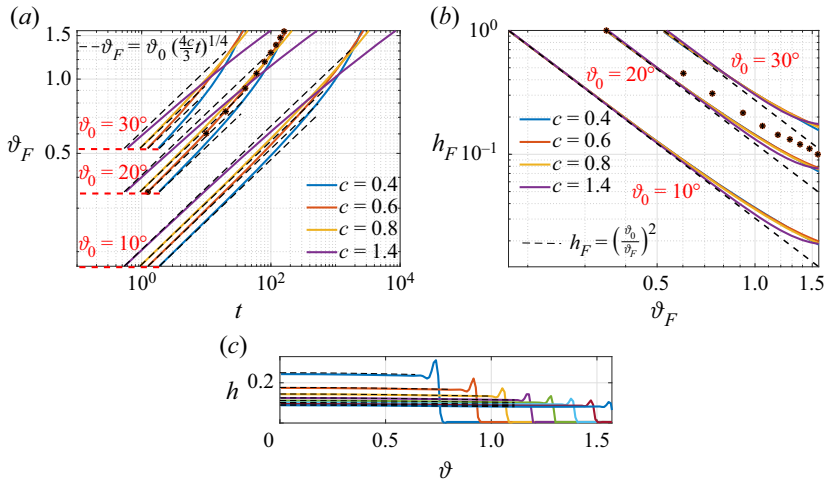 (a)
1.5
1.0
0.5
ϑ_F
ϑ_F = ϑ_0 (4c/3 t)^{1/4}
ϑ_0 = 30°
ϑ_0 = 20°
ϑ_0 = 10°
c = 0.4
c = 0.6
c = 0.8
c = 1.4
10^0
10^2
10^4
t
(b)
10^0
10^{-1}
h_F
ϑ_0 = 30°
ϑ_0 = 20°
c = 0.4
c = 0.6
c = 0.8
c = 1.4
ϑ_0 = 10°
h_F = (ϑ_0/ϑ_F)^2
0.5
1.0
1.5
ϑ_F
(c)
h
0.2
0
0.5
1.0
1.5
ϑ